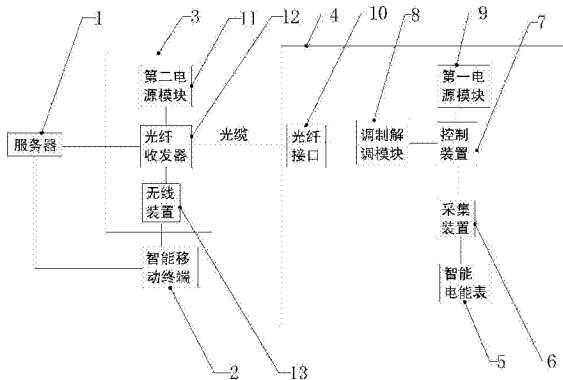 1
3
11
12
4
10
8
9
7
第二电
源模块
第一电
源模块
服务器
光纤
收发器
光缆
光纤
接口
调制解
调模块
控制
装置
无线
装置
采集
装置
智能移
动终端
智能
电能表
2
13
5
6